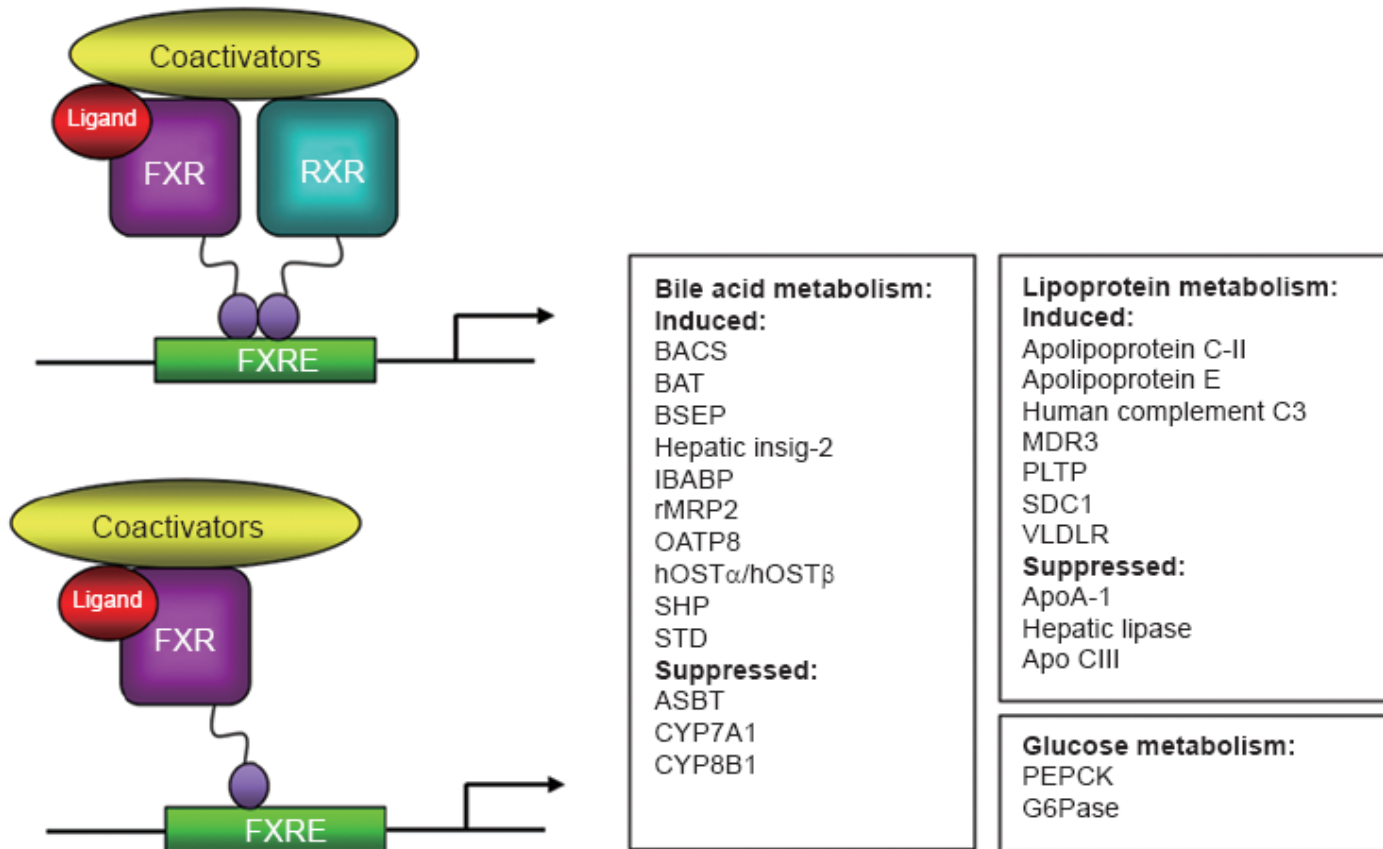 Coactivators
Ligand
FXR
RXR
FXRE
Coactivators
Ligand
FXR
FXRE
Bile acid metabolism:
Induced:
BACS
BAT
BSEP
Hepatic insig-2
IBABP
rMRP2
OATP8
hOSTα/hOSTβ
SHP
STD
Suppressed:
ASBT
CYP7A1
CYP8B1
Lipoprotein metabolism:
Induced:
Apolipoprotein C-II
Apolipoprotein E
Human complement C3
MDR3
PLTP
SDC1
VLDLR
Suppressed:
ApoA-1
Hepatic lipase
Apo CIII
Glucose metabolism:
PEPCK
G6Pase